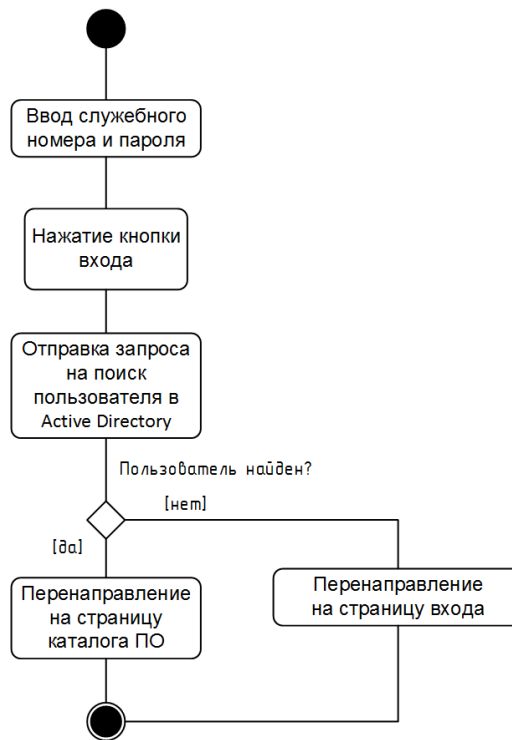 Ввод служебного
номера и пароля
Нажатие кнопки
входа
Отправка запроса
на поиск
пользователя в
Active Directory
Пользователь найден?
[нет]
[да]
Перенаправление
на страницу
каталога ПО
Перенаправление
на страницу входа